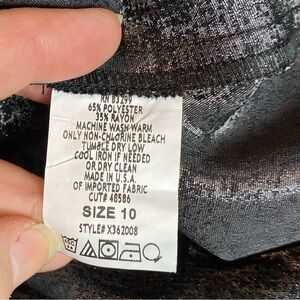 RN 83299
65% POLYESTER
35% RAYON
MACHINE WASH WARM
ONLY NON-CHLORINE BLEACH
TUMBLE DRY LOW
COOL IRON IF NEEDED
OR DRY CLEAN
MADE IN U.S.A.
OF IMPORTED FABRIC
CUT# 48586
SIZE 10
STYLE# X362008